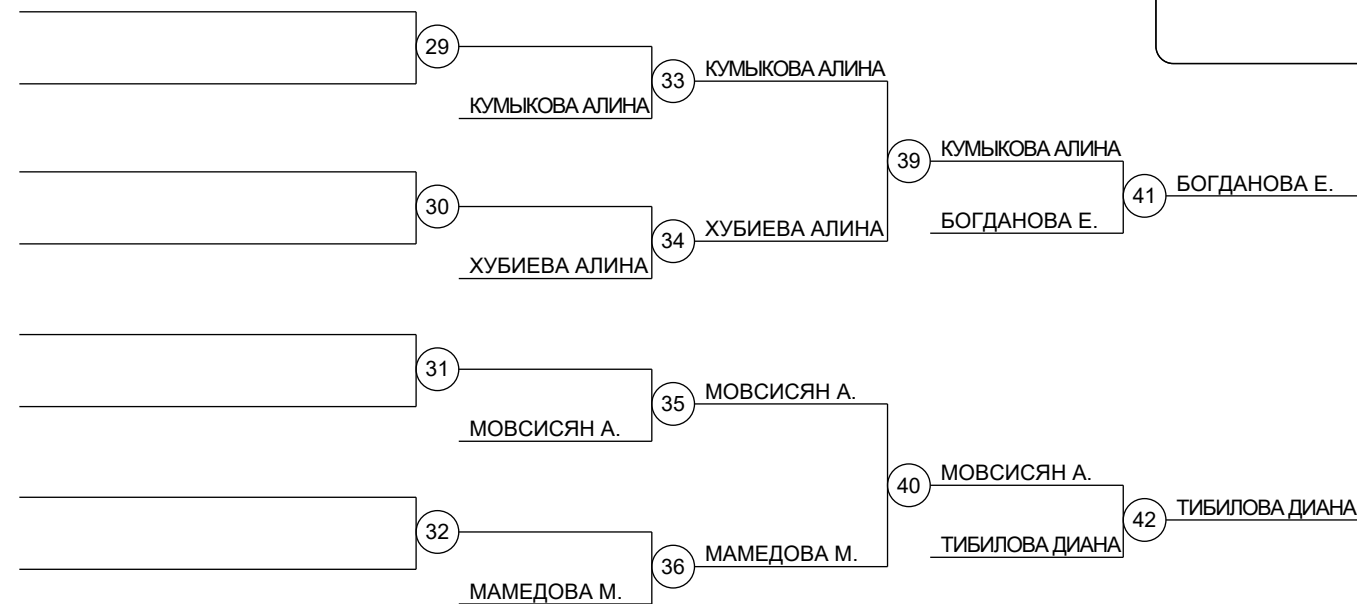 29
КУМЫКОВА АЛИНА
33
КУМЫКОВА АЛИНА
39
КУМЫКОВА АЛИНА
41
БОГДАНОВА Е.
30
ХУБИЕВА АЛИНА
34
ХУБИЕВА АЛИНА
БОГДАНОВА Е.
31
МОВСИСЯН А.
35
МОВСИСЯН А.
40
МОВСИСЯН А.
42
ТИБИЛОВА ДИАНА
32
МАМЕДОВА М.
36
МАМЕДОВА М.
ТИБИЛОВА ДИАНА